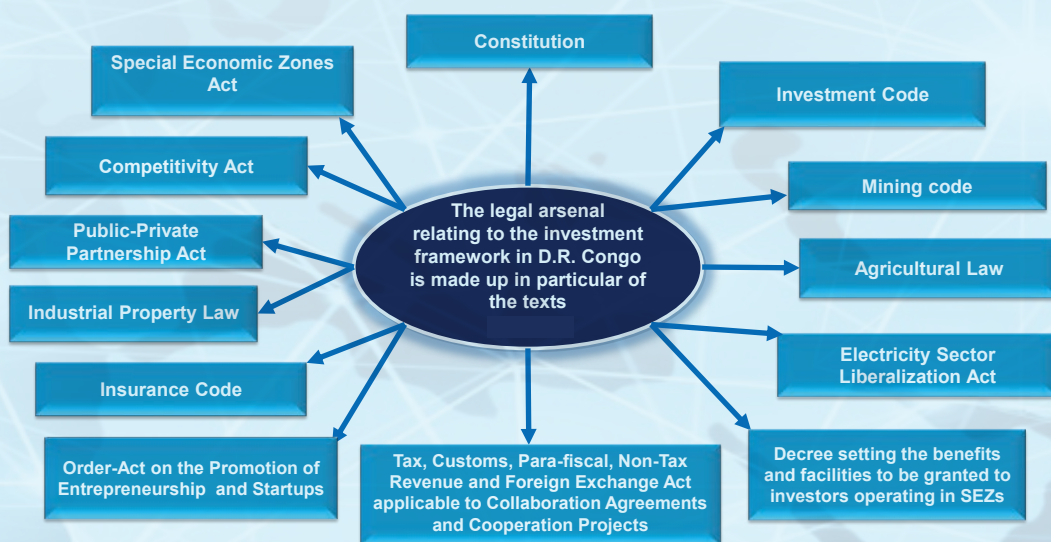 Constitution
Special Economic Zones
Act
Investment Code
Competitivity Act
Mining code
The legal arsenal
relating to the investment
framework in D.R. Congo
is made up in particular of
the texts
Public-Private
Partnership Act
Agricultural Law
Industrial Property Law
Electricity Sector
Liberalization Act
Insurance Code
Order-Act on the Promotion of
Entrepreneurship and Startups
Tax, Customs, Para-fiscal, Non-Tax
Revenue and Foreign Exchange Act
applicable to Collaboration Agreements
and Cooperation Projects
Decree setting the benefits
and facilities to be granted to
investors operating in SEZs